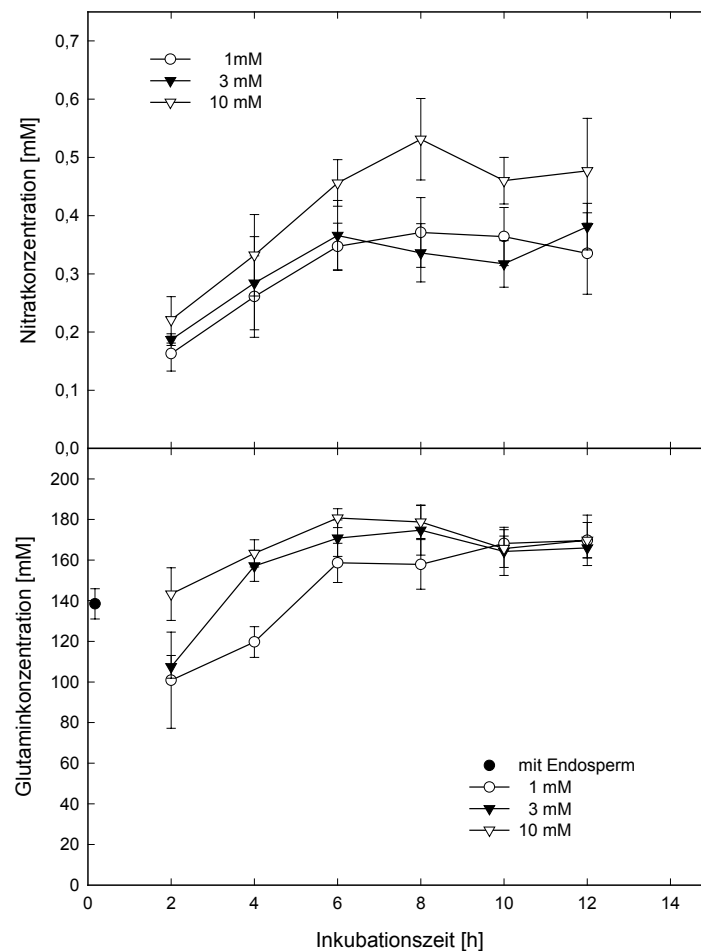 0,7
0,6
0,5
0,4
0,3
0,2
0,1
0,0
Nitratkonzentration [mM]
1mM
3 mM
10 mM
200
180
160
140
120
100
80
60
40
20
0
Glutaminkonzentration [mM]
mit Endosperm
1 mM
3 mM
10 mM
0 2 4 6 8 10 12 14
Inkubationszeit [h]